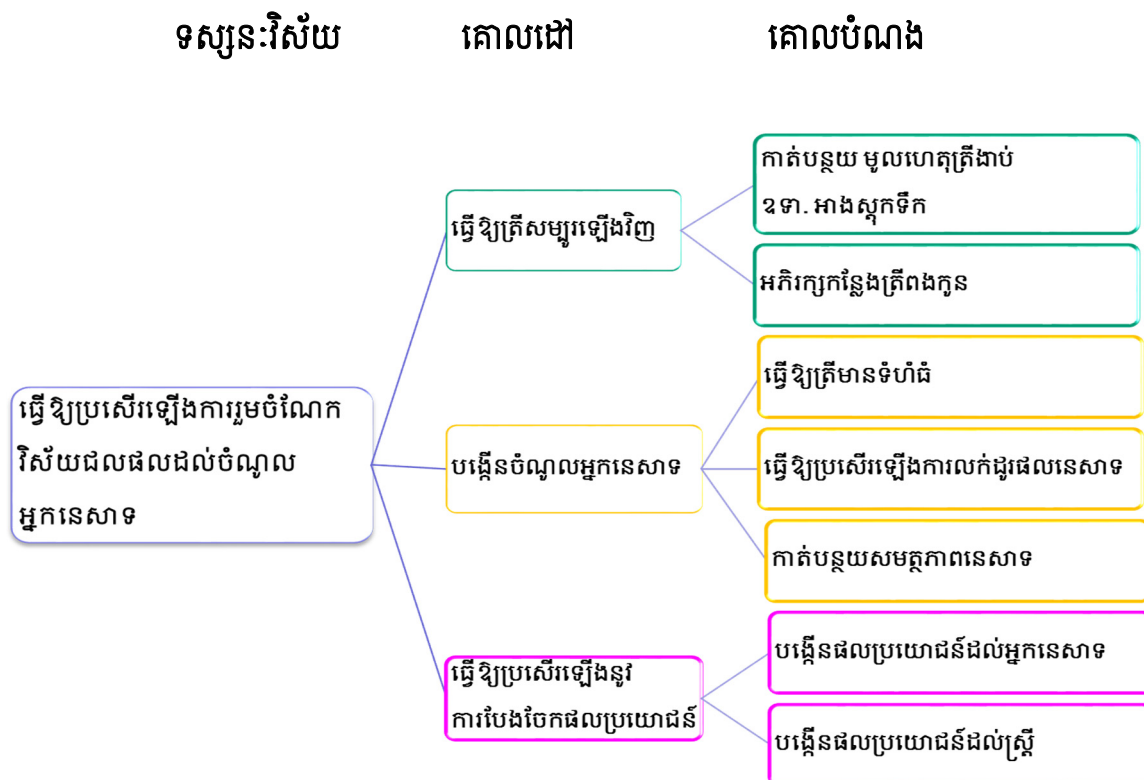 ទស្សនៈវិស័យ គោលដៅ គោលបំណង
កាត់បន្ថយ មូលហេតុត្រីងាប់
ឧទា. អាងស្តុកទឹក
ធ្វើឱ្យត្រីសម្បូរឡើងវិញ
អភិរក្សកន្លែងត្រីពងកូន
ធ្វើឱ្យត្រីមានទំហំធំ
ធ្វើឱ្យប្រសើរឡើងការរួមចំណែក
វិស័យជលផលដល់ចំណូល
អ្នកនេសាទ
បង្កើនចំណូលអ្នកនេសាទ
ធ្វើឱ្យប្រសើរឡើងការលក់ដូរផលនេសាទ
កាត់បន្ថយសមត្ថភាពនេសាទ
ធ្វើឱ្យប្រសើរឡើងនូវ
ការបែងចែកផលប្រយោជន៍
បង្កើនផលប្រយោជន៍ដល់អ្នកនេសាទ
បង្កើនផលប្រយោជន៍ដល់ស្ត្រី